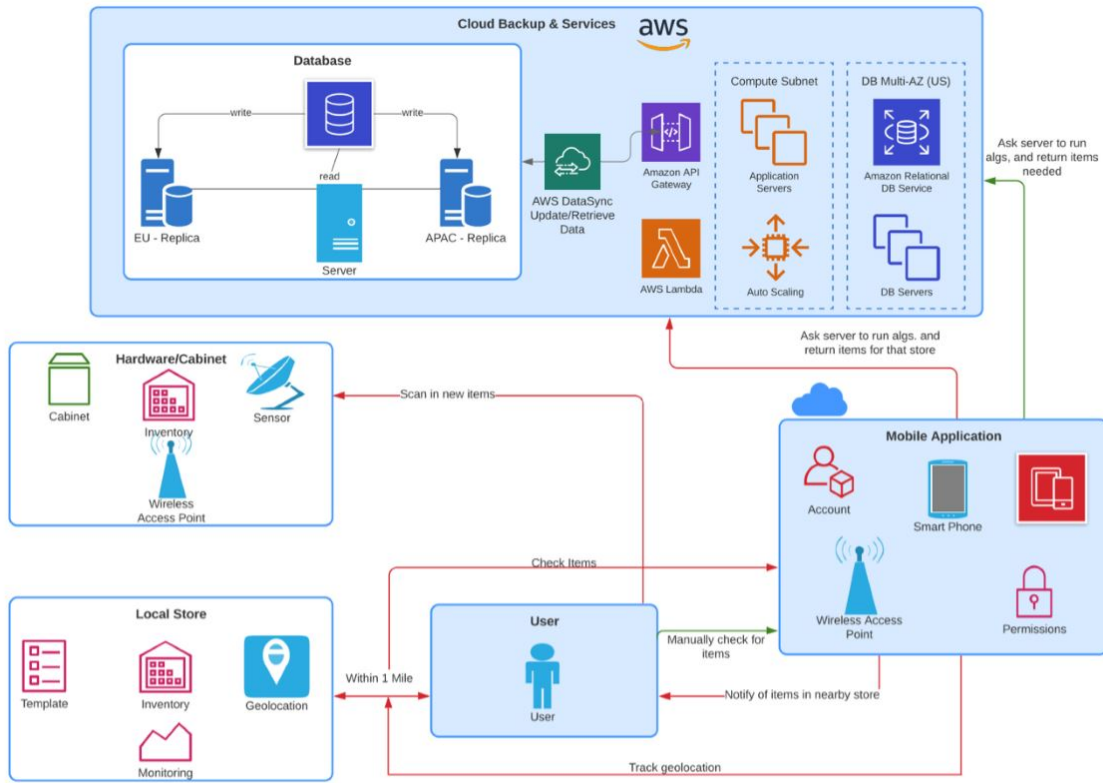 Cloud Backup & Services
aws
Database
write
write
read
EU - Replica
APAC - Replica
Server
AWS DataSync
Update/Retrieve
Data
Amazon API
Gateway
AWS Lambda
Compute Subnet
Application
Servers
Auto Scaling
DB Multi-AZ (US)
Amazon Relational
DB Service
DB Servers
Ask server to run
algs, and return items
needed
Ask server to run algs. and
return items for that store
Hardware/Cabinet
Cabinet
Inventory
Sensor
Wireless
Access Point
Scan in new items
Mobile Application
Account
Smart Phone
Wireless Access
Point
Permissions
Check Items
Local Store
Template
Inventory
Geolocation
Monitoring
Within 1 Mile
User
User
Manually check for
items
Notify of items in nearby store
Track geolocation